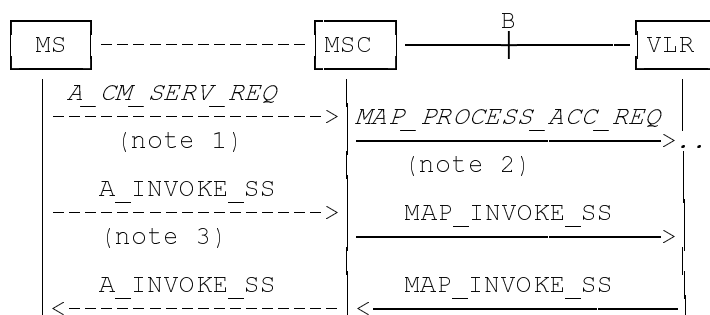 B
MS MSC VLR
A_CM_SERV_REQ
MAP_PROCESS_ACC_REQ
(note 1)
..
(note 2)
A_INVOKE_SS
MAP_INVOKE_SS
(note 3)
A_INVOKE_SS MAP_INVOKE_SS